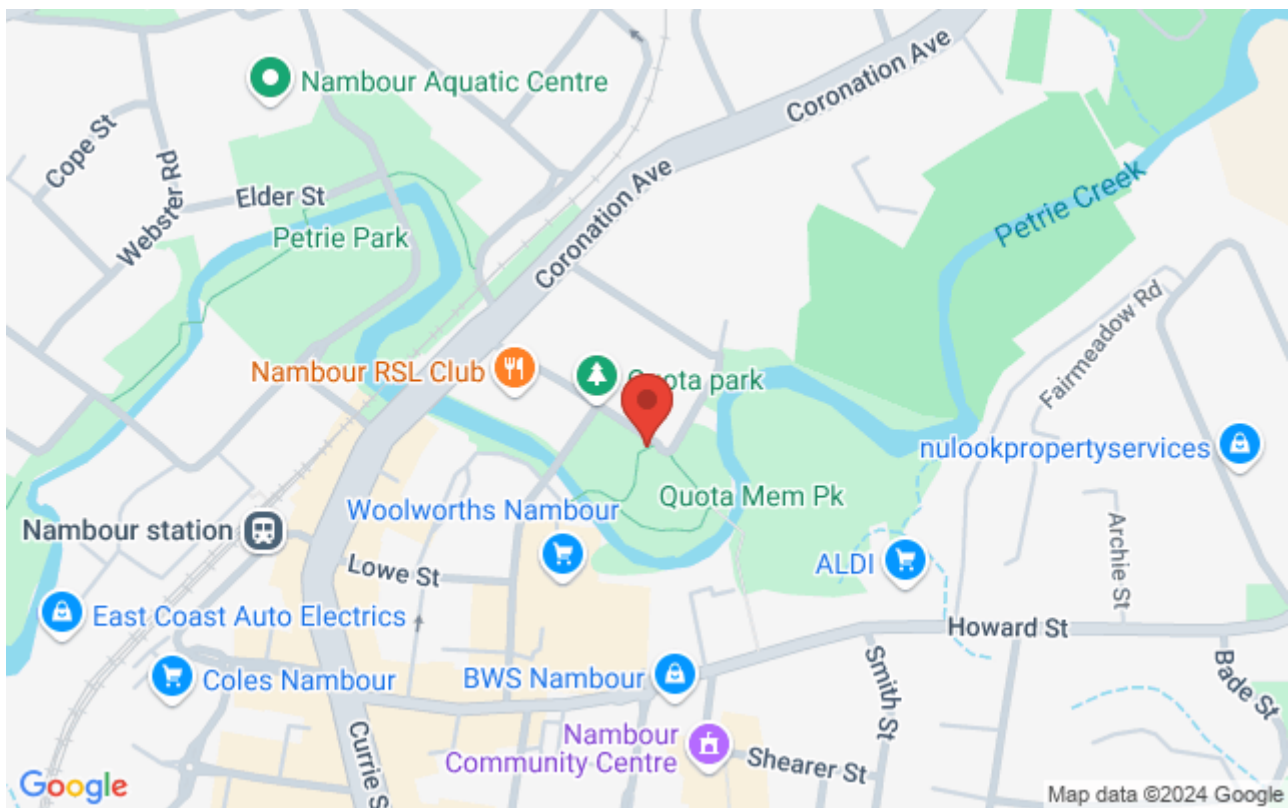 Nambour Aquatic Centre
Coronation Ave
Cope St
Webster Rd
Elder St
Petrie Park
Coronation Ave
Petrie Creek
Fairmeadow Rd
Nambour RSL Club
Quota park
nulookpropertyservices
Quota Mem Pk
Woolworths Nambour
Nambour station
Archie St
ALDI
Lowe St
East Coast Auto Electrics
Howard St
Coles Nambour
BWS Nambour
Smith St
Bade St
Currie S
Nambour
Community Centre
Shearer St
Google
Map data ©2024 Google